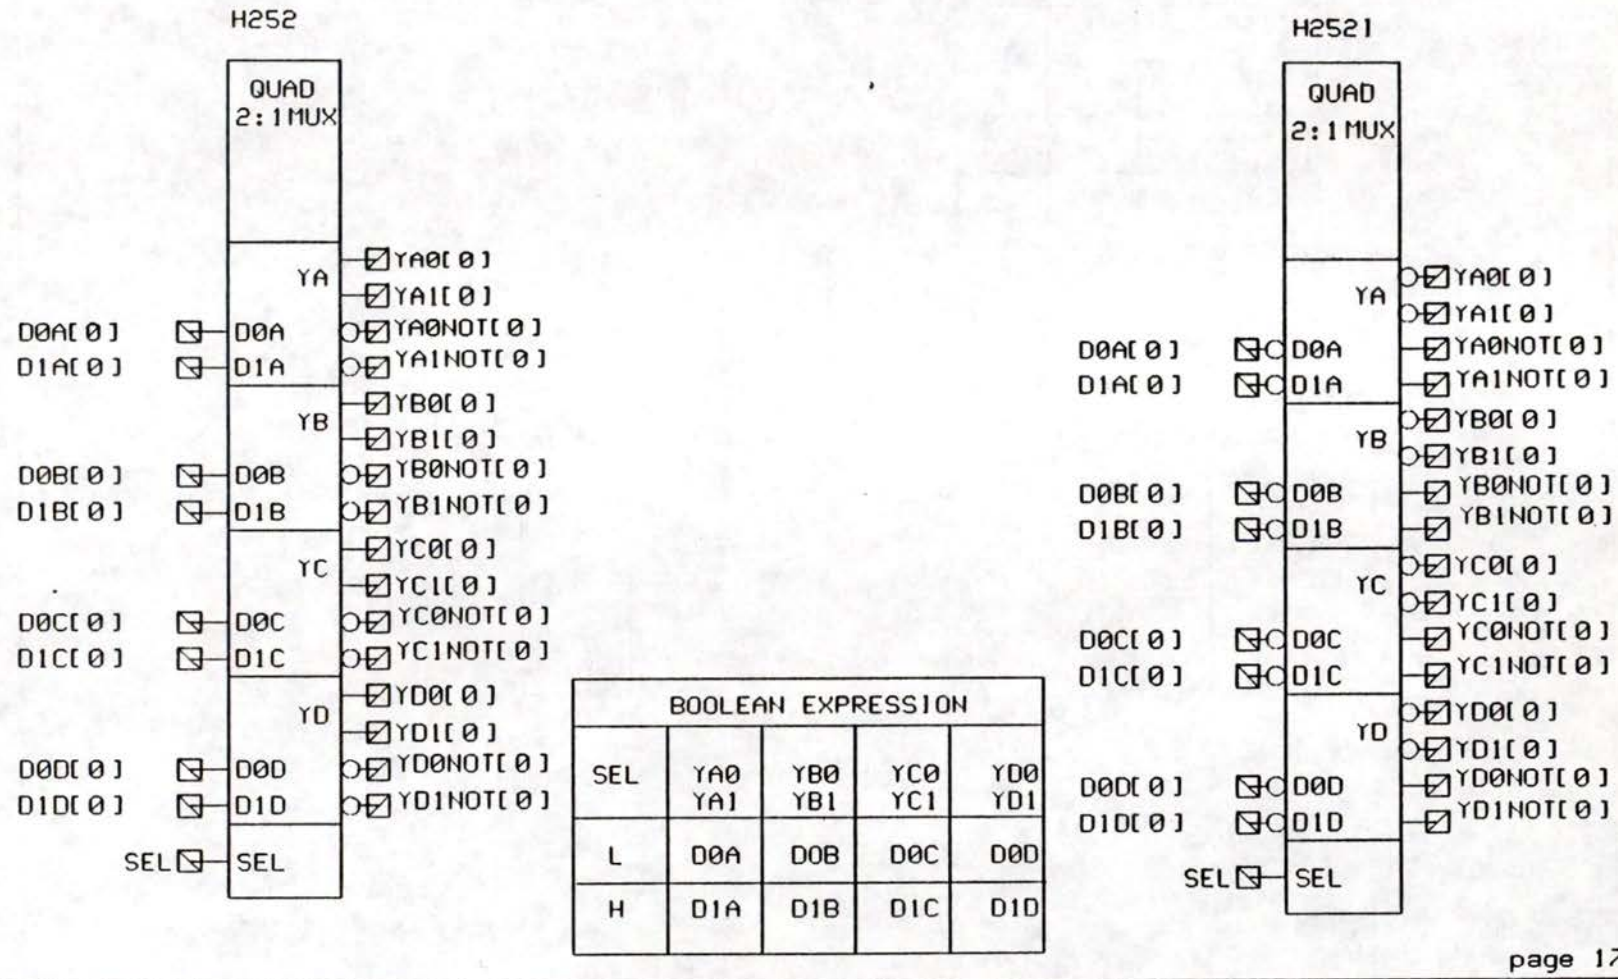 H252
QUAD
2:1MUX
YA
YA0[0]
YA1[0]
D0A[0] D0A YA0NOT[0]
D1A[0] D1A YA1NOT[0]
YB
YB0[0]
YB1[0]
D0B[0] D0B YB0NOT[0]
D1B[0] D1B YB1NOT[0]
YC
YC0[0]
YC1[0]
D0C[0] D0C YC0NOT[0]
D1C[0] D1C YC1NOT[0]
YD
YD0[0]
YD1[0]
D0D[0] D0D YD0NOT[0]
D1D[0] D1D YD1NOT[0]
SEL SEL
BOOLEAN EXPRESSION
SEL YA0 YB0 YC0 YD0
YA1 YB1 YC1 YD1
L D0A DOB D0C D0D
H D1A D1B D1C D1D
H252I
QUAD
2:1MUX
YA
YA0[0]
YA1[0]
D0A[0] D0A YA0NOT[0]
D1A[0] D1A YA1NOT[0]
YB
YB0[0]
YB1[0]
D0B[0] D0B YB0NOT[0]
D1B[0] D1B YB1NOT[0]
YC
YC0[0]
YC1[0]
D0C[0] D0C YC0NOT[0]
D1C[0] D1C YC1NOT[0]
YD
YD0[0]
YD1[0]
D0D[0] D0D YD0NOT[0]
D1D[0] D1D YD1NOT[0]
SEL SEL
page 17